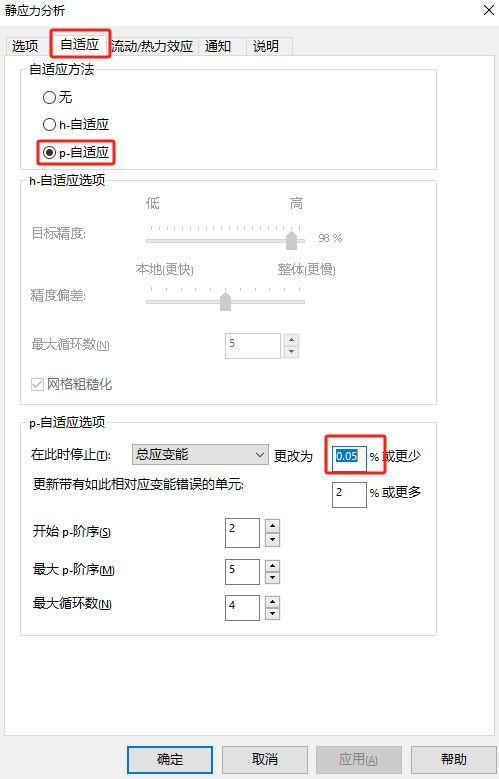 静应力分析
选项 自适应 流动/热力效应 通知 说明
自适应方法
无
h-自适应
p-自适应
h-自适应选项
低 高
目标精度: 98 %
本地(更快) 整体(更慢)
精度偏差:
最大循环数(N) 5
网格粗糙化
p-自适应选项
在此时停止(T): 总应变能 更改为 0.05 % 或更少
更新带有如此相对应变能错误的单元: 2 % 或更多
开始 p-阶序(S) 2
最大 p-阶序(M) 5
最大循环数(N) 4
确定 取消 应用(A) 帮助